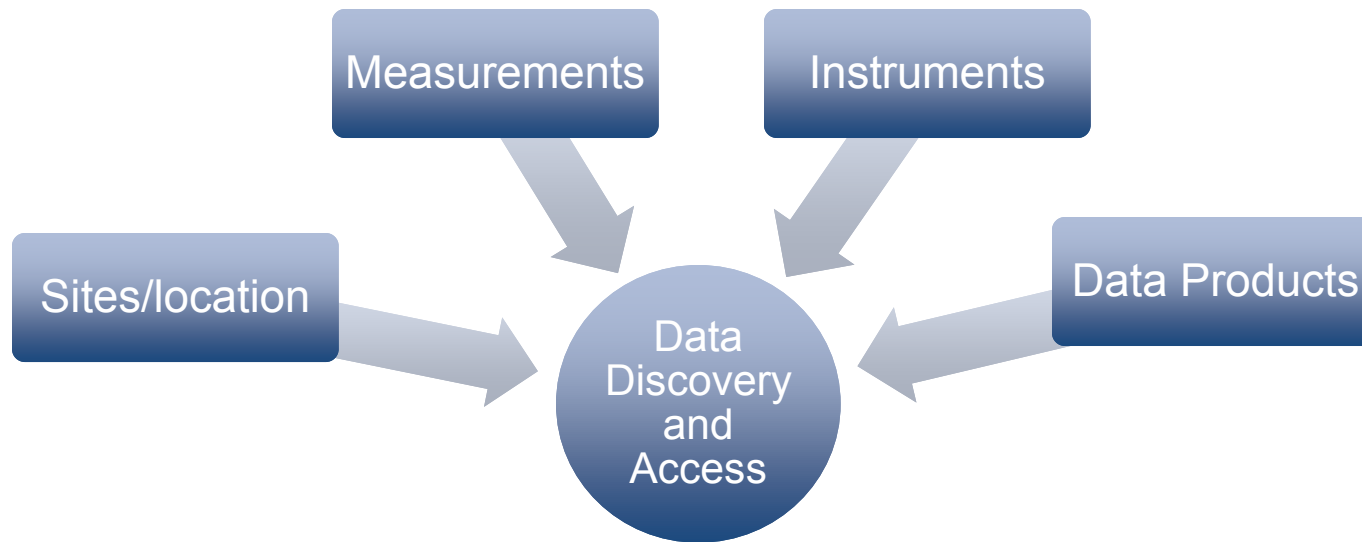 Measurements
Instruments
Sites/location
Data Products
Data
Discovery
and
Access